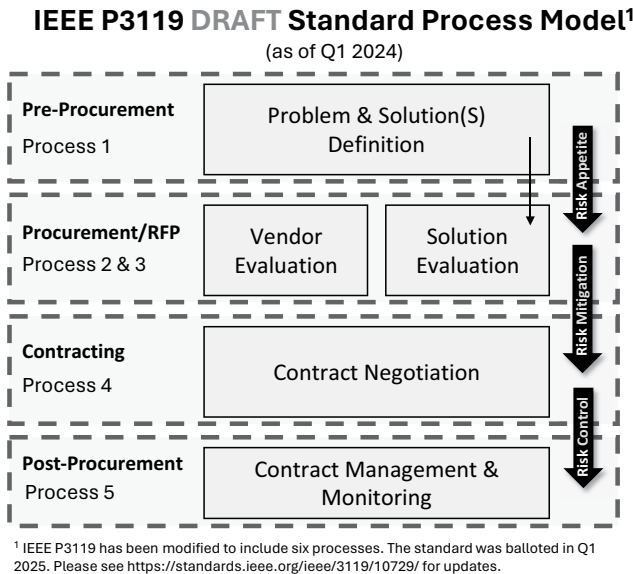 IEEE P3119 DRAFT Standard Process Model¹
(as of Q1 2024)
Pre-Procurement
Process 1
Problem & Solution(S)
Definition
Risk Appetite
Procurement/RFP
Process 2 & 3
Vendor
Evaluation
Solution
Evaluation
Risk Mitigation
Contracting
Process 4
Contract Negotiation
Risk Control
Post-Procurement
Process 5
Contract Management &
Monitoring
¹ IEEE P3119 has been modified to include six processes. The standard was balloted in Q1
2025. Please see https://standards.ieee.org/ieee/3119/10729/ for updates.